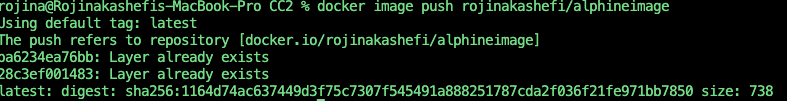 rojina@Rojinakashefis-MacBook-Pro CC2 % docker image push rojinakashefi/alphineimage
Using default tag: latest
The push refers to repository [docker.io/rojinakashefi/alphineimage]
ba6234ea76bb: Layer already exists
28c3ef001483: Layer already exists
latest: digest: sha256:1164d74ac637449d3f75c7307f545491a888251787cda2f036f21fe971bb7850 size: 738